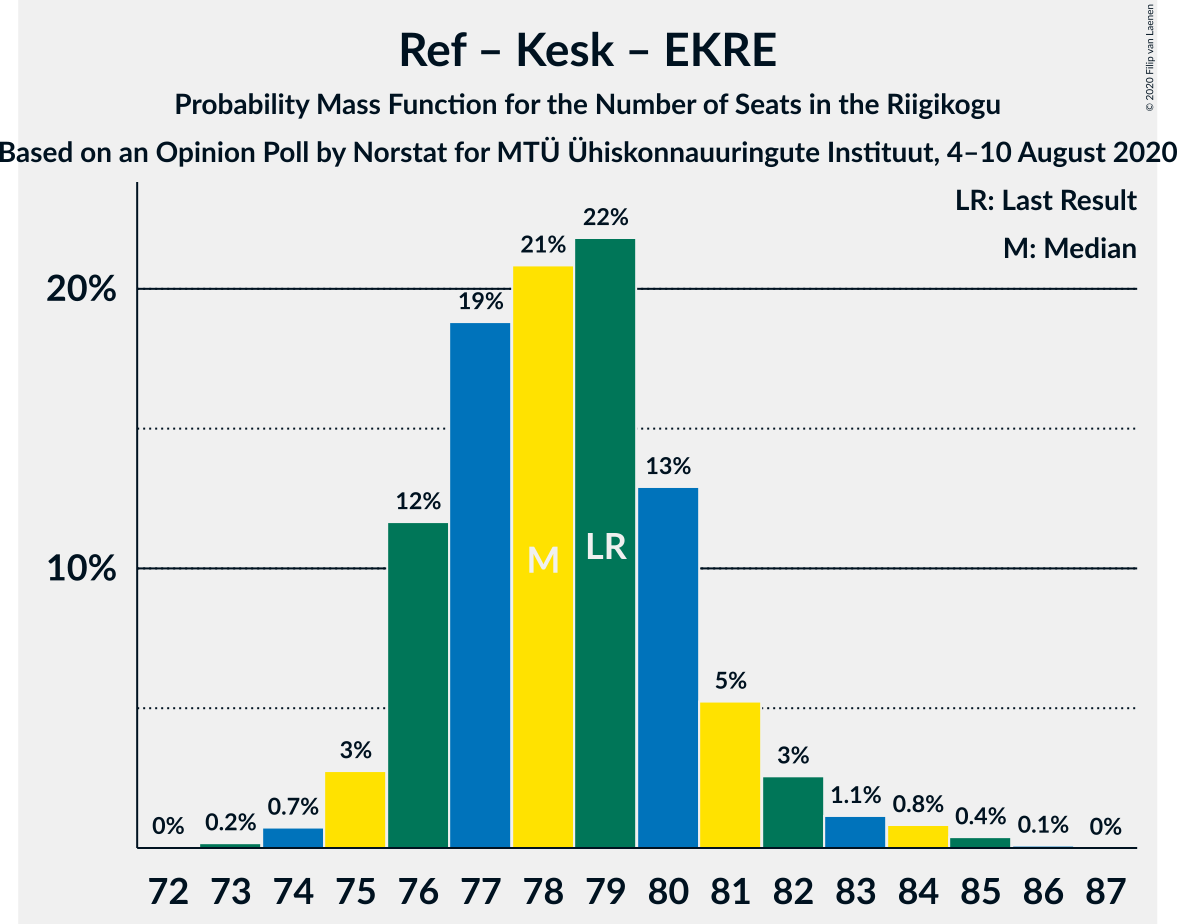 Ref – Kesk – EKRE
Probability Mass Function for the Number of Seats in the Riigikogu
Based on an Opinion Poll by Norstat for MTÜ Ühiskonnauuringute Instituut, 4–10 August 2020
© 2020 Filip van Laenen
LR: Last Result
M: Median
20%
10%
0%
0.2%
0.7%
3%
12%
19%
21%
22%
13%
5%
3%
1.1%
0.8%
0.4%
0.1%
0%
M
LR
72 73 74 75 76 77 78 79 80 81 82 83 84 85 86 87